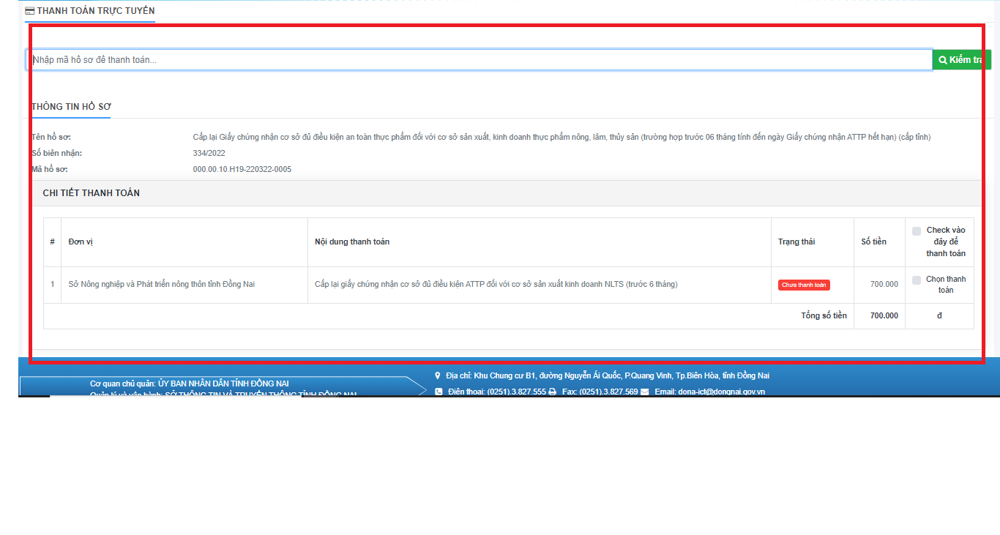 THANH TOÁN TRỰC TUYẾN
Nhập mã hồ sơ để thanh toán...
Kiểm tra
THÔNG TIN HỒ SƠ
Tên hồ sơ: Cấp lại Giấy chứng nhận cơ sở đủ điều kiện an toàn thực phẩm đối với cơ sở sản xuất, kinh doanh thực phẩm nông, lâm, thủy sản (trường hợp trước 06 tháng tính đến ngày Giấy chứng nhận ATTP hết hạn) (cấp tỉnh)
Số biên nhận: 334/2022
Mã hồ sơ: 000.00.10.H19-220322-0005
CHI TIẾT THANH TOÁN
# Đơn vị Nội dung thanh toán Trạng thái Số tiền Check vào
đây để
thanh toán
1 Sở Nông nghiệp và Phát triển nông thôn tỉnh Đồng Nai Cấp lại giấy chứng nhận cơ sở đủ điều kiện ATTP đối với cơ sở sản xuất kinh doanh NLTS (trước 6 tháng) Chưa thanh toán 700.000 Chọn thanh
toán
Tổng số tiền 700.000 đ
Cơ quan chủ quản: ỦY BAN NHÂN DÂN TỈNH ĐỒNG NAI
Quản lý và vận hành: SỞ THÔNG TIN VÀ TRUYỀN THÔNG TỈNH ĐỒNG NAI
Địa chỉ: Khu Chung cư B1, đường Nguyễn Ái Quốc, P.Quang Vinh, Tp.Biên Hòa, tỉnh Đồng Nai
Điện thoại: (0251).3.827.555 Fax: (0251).3.827.569 Email: dona-ict@dongnai.gov.vn